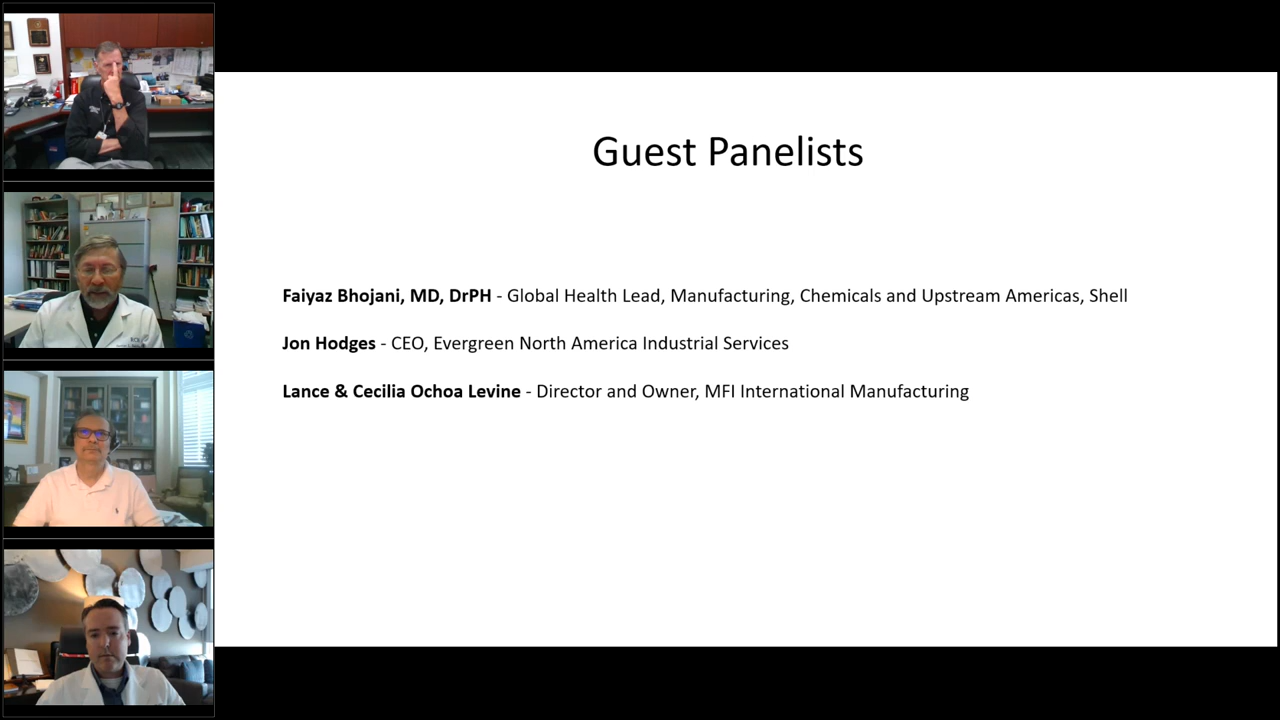 Guest Panelists
Faiyaz Bhojani, MD, DrPH - Global Health Lead, Manufacturing, Chemicals and Upstream Americas, Shell
Jon Hodges - CEO, Evergreen North America Industrial Services
Lance & Cecilia Ochoa Levine - Director and Owner, MFI International Manufacturing